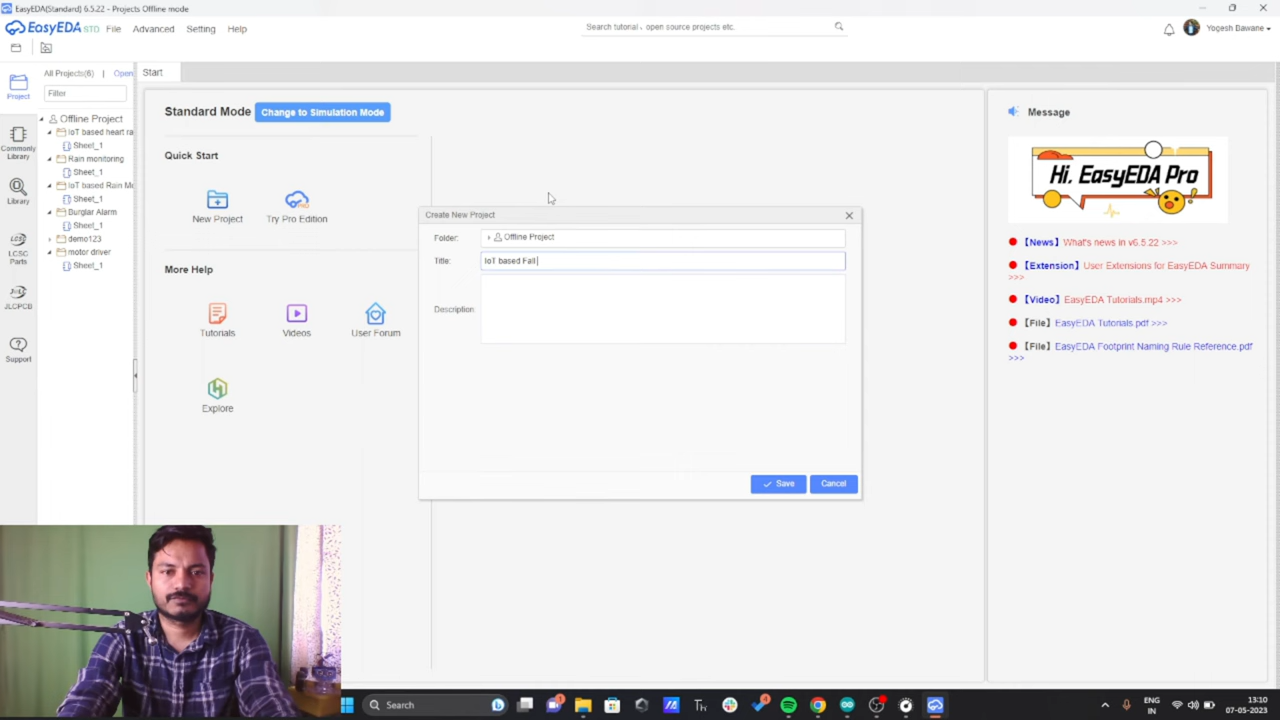 EasyEDA(Standard) 6.5.22 - Projects Offline mode
EasyEDA STD File Advanced Setting Help
Search tutorial、open source projects etc.
Yogesh Bawane
Project
Commonly Library
Library
LCSC Parts
JLCPCB
Support
All Projects(6) | Open
Filter
Offline Project
IoT based heart ra
Sheet_1
Rain monitoring
Sheet_1
IoT based Rain Mo
Sheet_1
Burglar Alarm
Sheet_1
demo123
motor driver
Sheet_1
Start
Standard Mode Change to Simulation Mode
Quick Start
New Project
Try Pro Edition
More Help
Tutorials
Videos
User Forum
Explore
Create New Project
Folder: Offline Project
Title: IoT based Fall
Description:
Save Cancel
Message
Hi. EasyEDA Pro
PRO
【News】 What's news in v6.5.22 >>>
【Extension】 User Extensions for EasyEDA Summary
>>>
【Video】 EasyEDA Tutorials.mp4 >>>
【File】 EasyEDA Tutorials.pdf >>>
【File】 EasyEDA Footprint Naming Rule Reference.pdf
>>>
Search
ENG
IN
13:10
07-05-2023